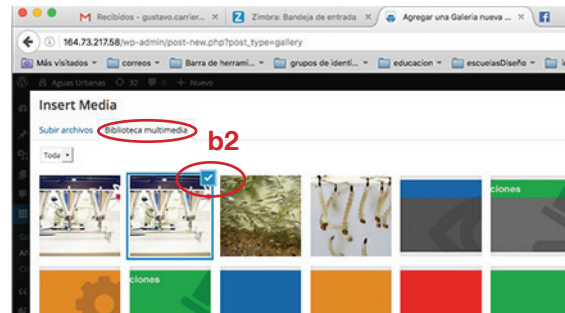 Recibidos - gustavo.carrier... × Zimbra: Bandeja de entrada × Agregar una Galería nueva ... ×
164.73.217.58/wp-admin/post-new.php?post_type=gallery
Más visitados correos Barra de herrami... grupos de identi... educacion escuelasDiseño
Aguas Urbanas 32 0 + Nuevo
Insert Media
Subir archivos Biblioteca multimedia
b2
Toda
ciones
ciones